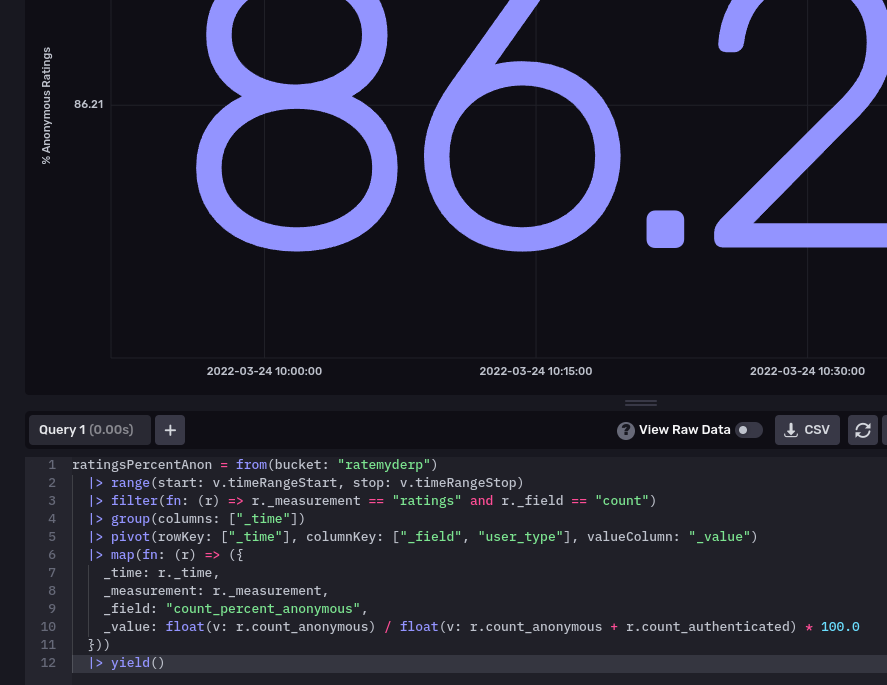 86.2
% Anonymous Ratings
86.21
2022-03-24 10:00:00
2022-03-24 10:15:00
2022-03-24 10:30:00
Query 1 (0.00s)
+
? View Raw Data
CSV
1 ratingsPercentAnon = from(bucket: "ratemyderp")
2 |> range(start: v.timeRangeStart, stop: v.timeRangeStop)
3 |> filter(fn: (r) => r._measurement == "ratings" and r._field == "count")
4 |> group(columns: ["_time"])
5 |> pivot(rowKey: ["_time"], columnKey: ["_field", "user_type"], valueColumn: "_value")
6 |> map(fn: (r) => ({
7 _time: r._time,
8 _measurement: r._measurement,
9 _field: "count_percent_anonymous",
10 _value: float(v: r.count_anonymous) / float(v: r.count_anonymous + r.count_authenticated) * 100.0
11 }))
12 |> yield()